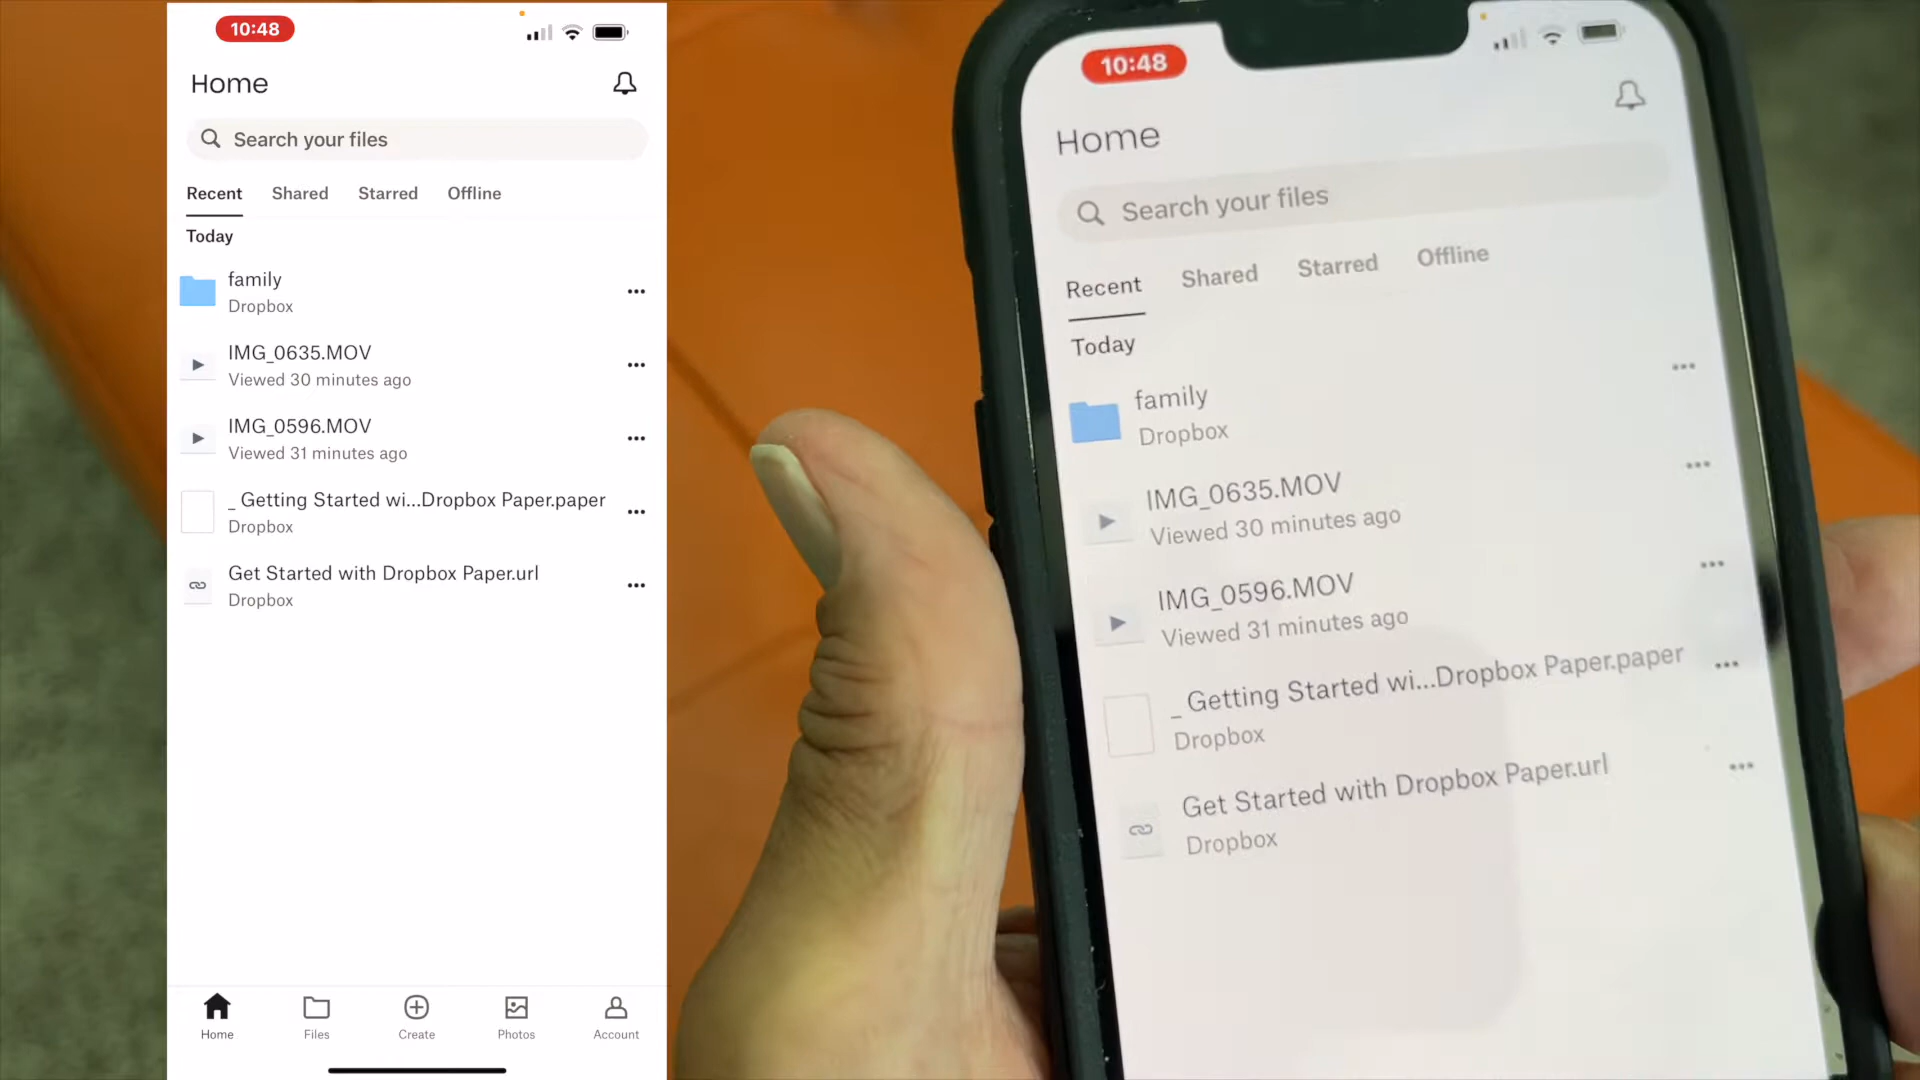 10:48
Home
Search your files
Recent Shared Starred Offline
Today
family
Dropbox
IMG_0635.MOV
Viewed 30 minutes ago
IMG_0596.MOV
Viewed 31 minutes ago
_ Getting Started wi...Dropbox Paper.paper
Dropbox
Get Started with Dropbox Paper.url
Dropbox
Home Files Create Photos Account
10:48
Home
Search your files
Recent Shared Starred Offline
Today
family
Dropbox
IMG_0635.MOV
Viewed 30 minutes ago
IMG_0596.MOV
Viewed 31 minutes ago
_ Getting Started wi...Dropbox Paper.paper
Dropbox
Get Started with Dropbox Paper.url
Dropbox